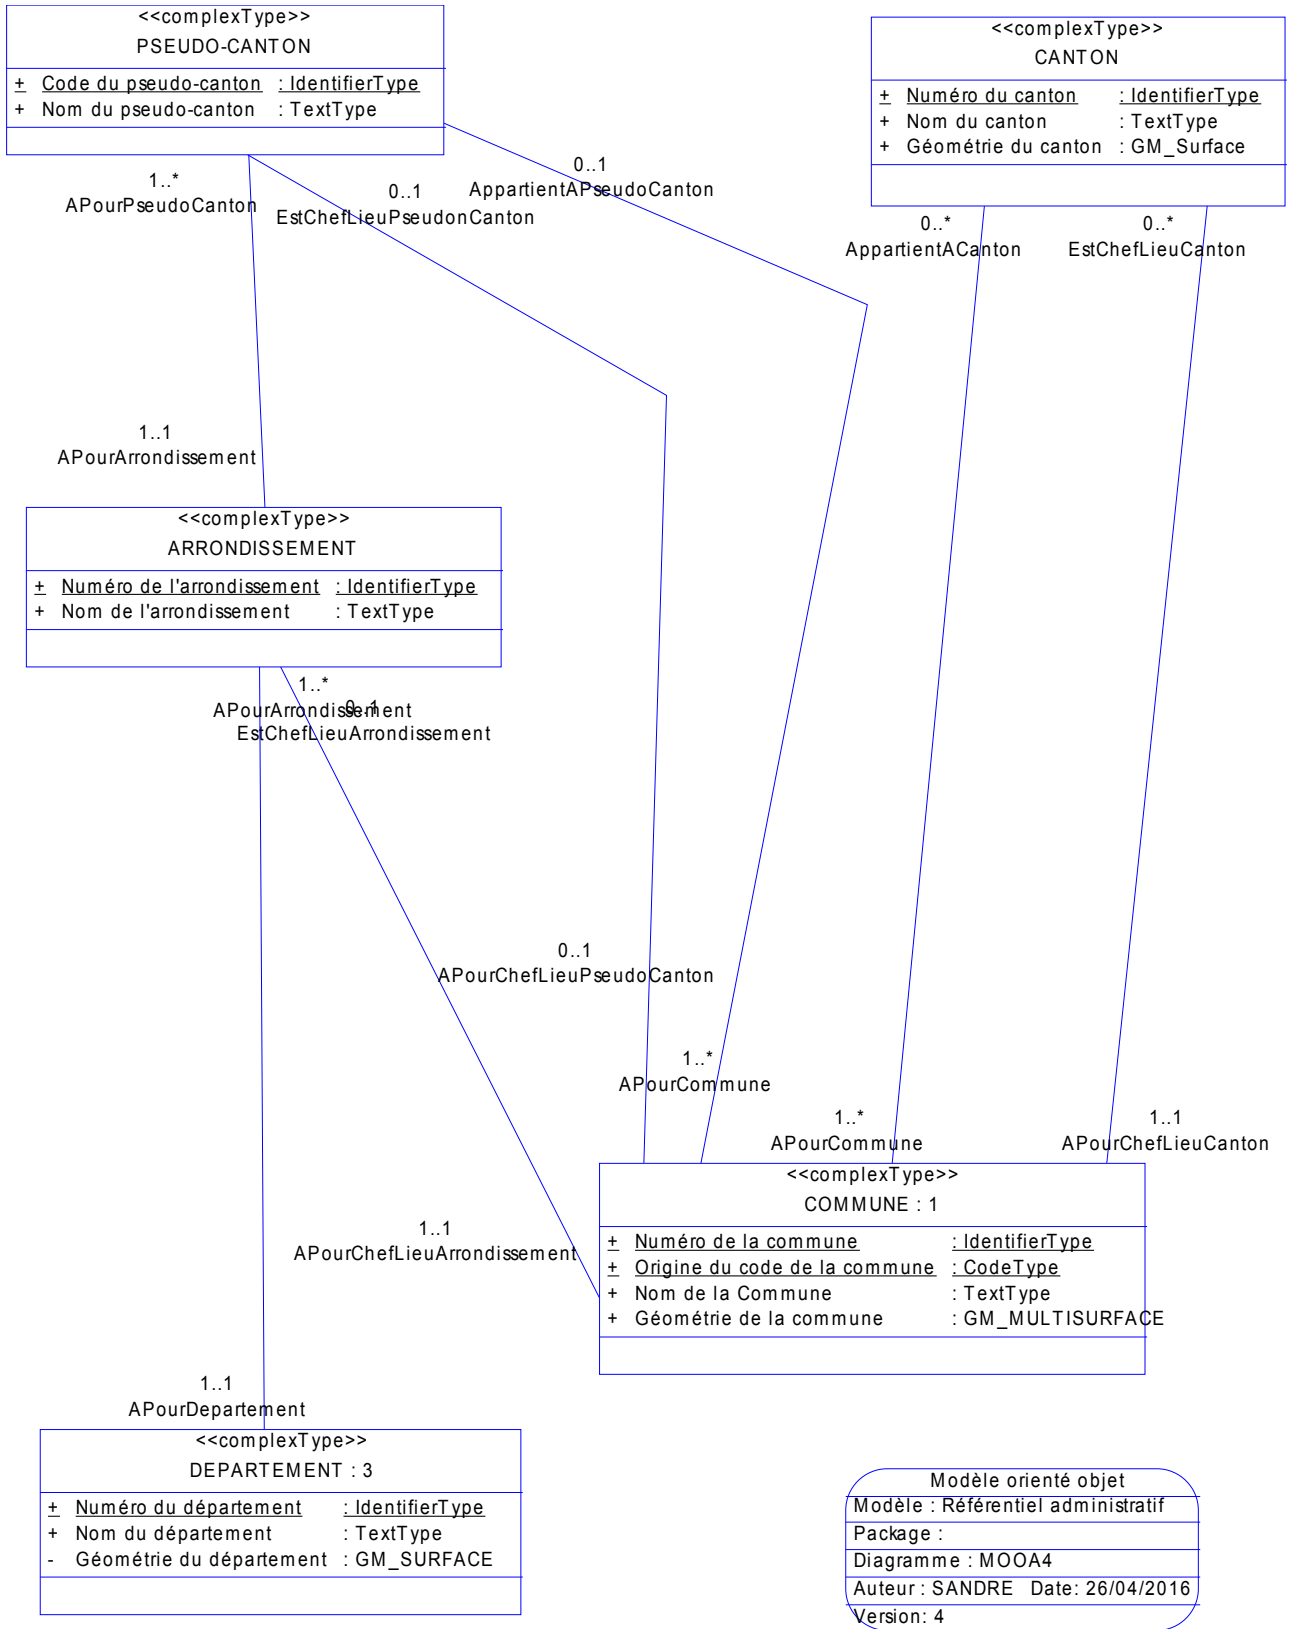 <<complexType>>
PSEUDO-CANTON
+ Code du pseudo-canton : IdentifierType
+ Nom du pseudo-canton : TextType
<<complexType>>
CANTON
+ Numéro du canton : IdentifierType
+ Nom du canton : TextType
+ Géométrie du canton : GM_Surface
1..*
APourPseudoCanton
0..1
EstChefLieuPseudonCanton
0..1
AppartientAPseudoCanton
0..*
AppartientACanton
0..*
EstChefLieuCanton
1..1
APourArrondissement
<<complexType>>
ARRONDISSEMENT
+ Numéro de l'arrondissement : IdentifierType
+ Nom de l'arrondissement : TextType
1..*
APourArrondissement
0..1
EstChefLieuArrondissement
0..1
APourChefLieuPseudoCanton
1..*
APourCommune
1..*
APourCommune
1..1
APourChefLieuCanton
1..1
APourChefLieuArrondissement
<<complexType>>
COMMUNE : 1
+ Numéro de la commune : IdentifierType
+ Origine du code de la commune : CodeType
+ Nom de la Commune : TextType
+ Géométrie de la commune : GM_MULTISURFACE
1..1
APourDepartement
<<complexType>>
DEPARTEMENT : 3
+ Numéro du département : IdentifierType
+ Nom du département : TextType
- Géométrie du département : GM_SURFACE
Modèle orienté objet
Modèle : Référentiel administratif
Package :
Diagramme : MOOA4
Auteur : SANDRE Date: 26/04/2016
Version: 4